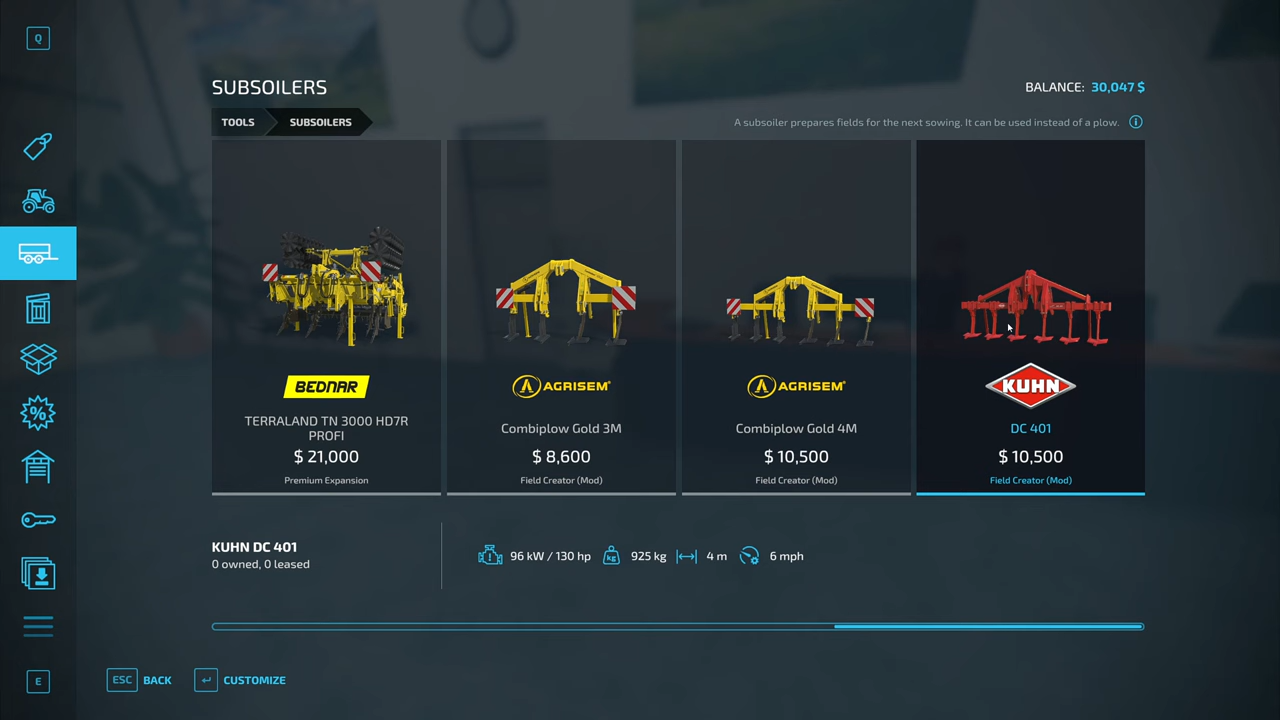 Q
SUBSOILERS
BALANCE: 30,047 $
TOOLS
SUBSOILERS
A subsoiler prepares fields for the next sowing. It can be used instead of a plow.
BEDNAR
TERRALAND TN 3000 HD7R
PROFI
$ 21,000
Premium Expansion
AGRISEM
Combiplow Gold 3M
$ 8,600
Field Creator (Mod)
AGRISEM
Combiplow Gold 4M
$ 10,500
Field Creator (Mod)
KUHN
DC 401
$ 10,500
Field Creator (Mod)
KUHN DC 401
0 owned, 0 leased
96 kW / 130 hp
kg
925 kg
4 m
6 mph
%
E
ESC BACK
CUSTOMIZE